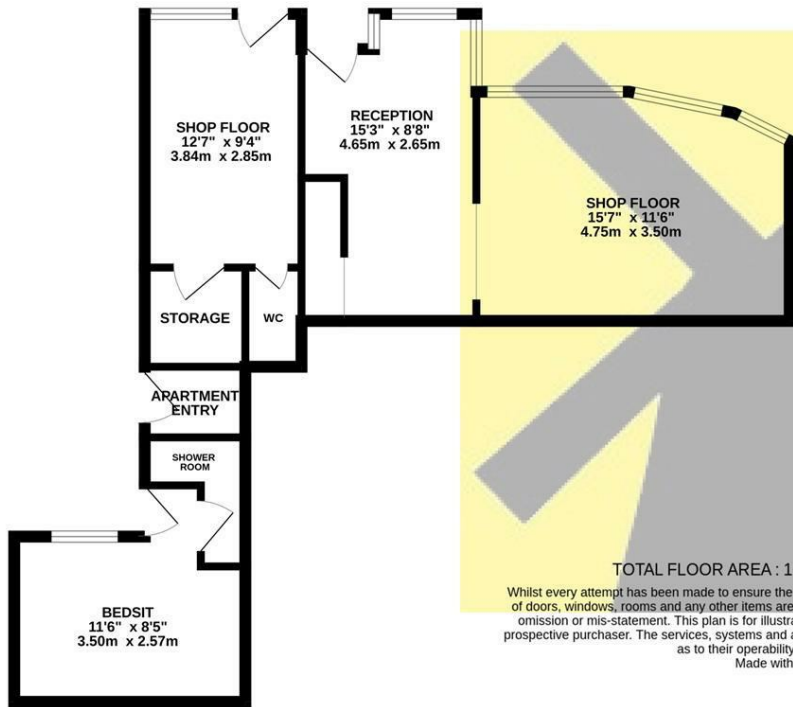 SHOP FLOOR
12'7" x 9'4"
3.84m x 2.85m
RECEPTION
15'3" x 8'8"
4.65m x 2.65m
SHOP FLOOR
15'7" x 11'6"
4.75m x 3.50m
STORAGE
WC
APARTMENT
ENTRY
SHOWER
ROOM
BEDSIT
11'6" x 8'5"
3.50m x 2.57m
TOTAL FLOOR AREA : 1
Whilst every attempt has been made to ensure the
of doors, windows, rooms and any other items are
omission or mis-statement. This plan is for illustra
prospective purchaser. The services, systems and a
as to their operability
Made with